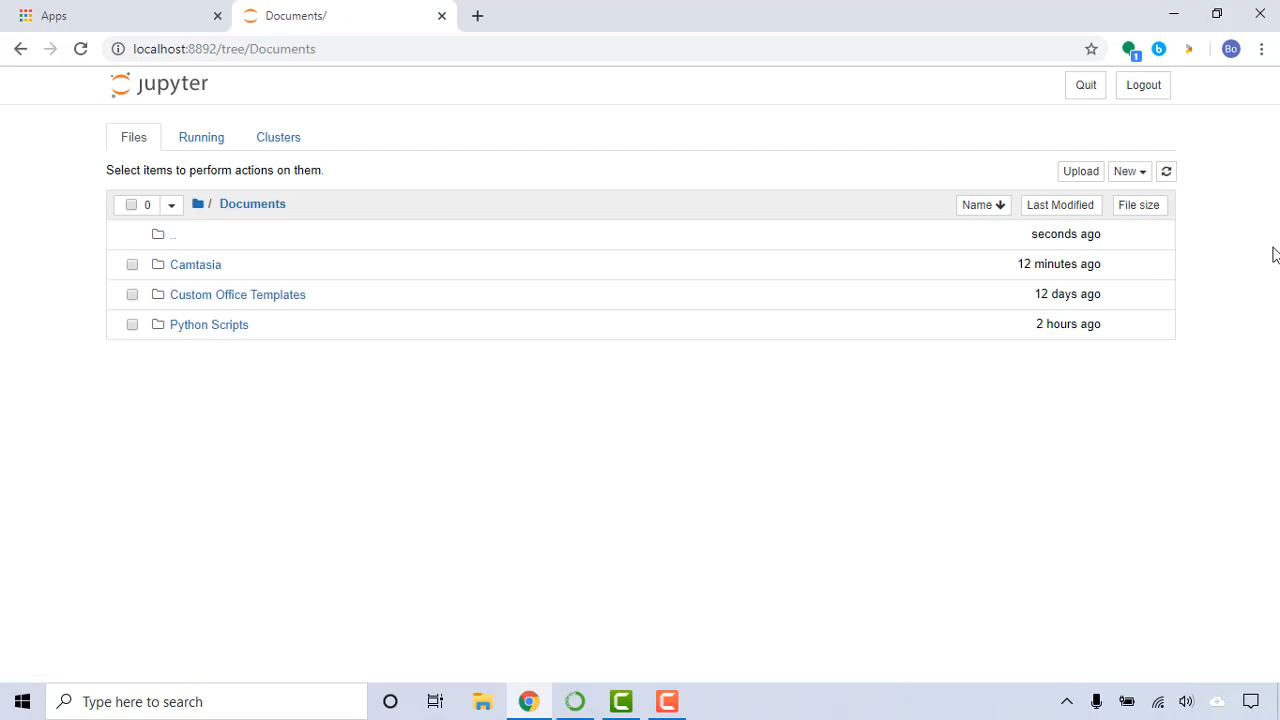 Apps
Documents/
localhost:8892/tree/Documents
1
b
Bo
jupyter
Quit
Logout
Files
Running
Clusters
Select items to perform actions on them.
Upload
New
0
/ Documents
Name
Last Modified
File size
..
seconds ago
Camtasia
12 minutes ago
Custom Office Templates
12 days ago
Python Scripts
2 hours ago
Type here to search